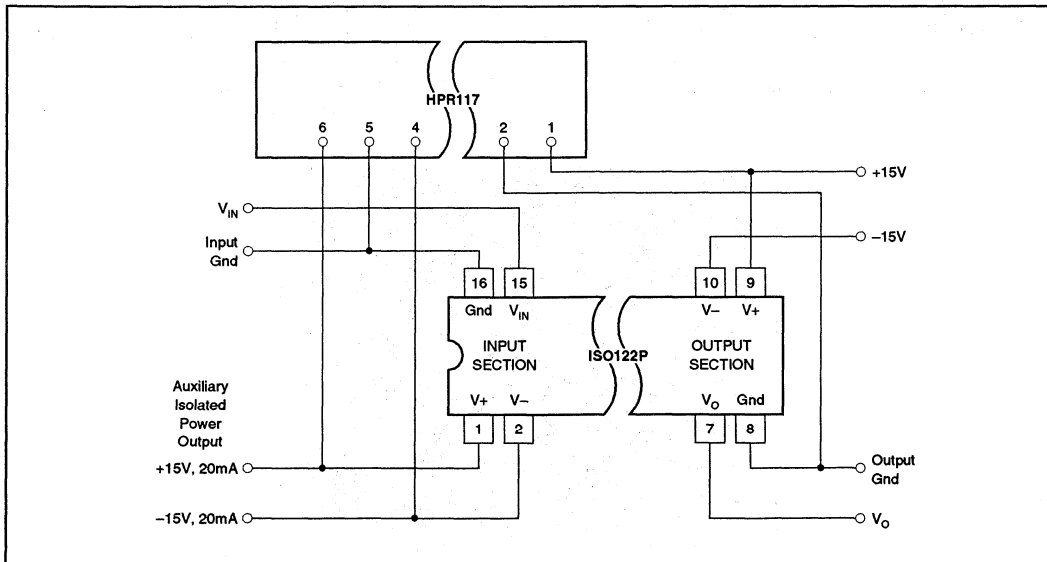 HPR117
6 5 4 2 1
+15V
V_IN
−15V
Input
Gnd
16 15 10 9
Gnd V_IN V− V+
INPUT
SECTION
ISO122P
OUTPUT
SECTION
Auxiliary
Isolated
Power
Output
V+ V− V_O Gnd
1 2 7 8
+15V, 20mA
Output
Gnd
−15V, 20mA
V_O